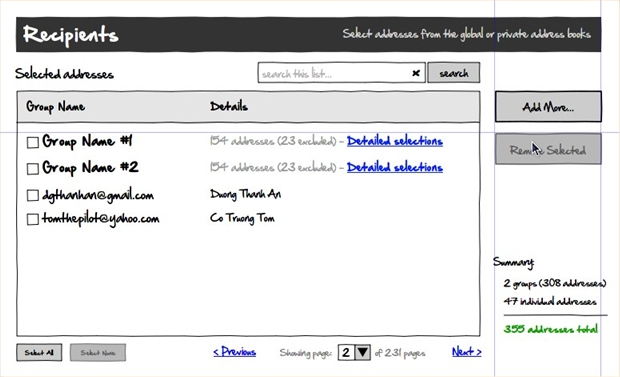 Recipients
Select addresses from the global or private address books
Selected addresses
search this list...
search
Group Name Details
Add More...
Group Name #1 154 addresses (23 excluded) - Detailed selections
Remove Selected
Group Name #2 154 addresses (23 excluded) - Detailed selections
dgthanhan@gmail.com Duong Thanh An
tomthepilot@yahoo.com Co Truong Tom
Summary:
2 groups (308 addresses)
47 individual addresses
355 addresses total
Select All
Select None
< Previous
Showing page: 2 of 231 pages
Next >